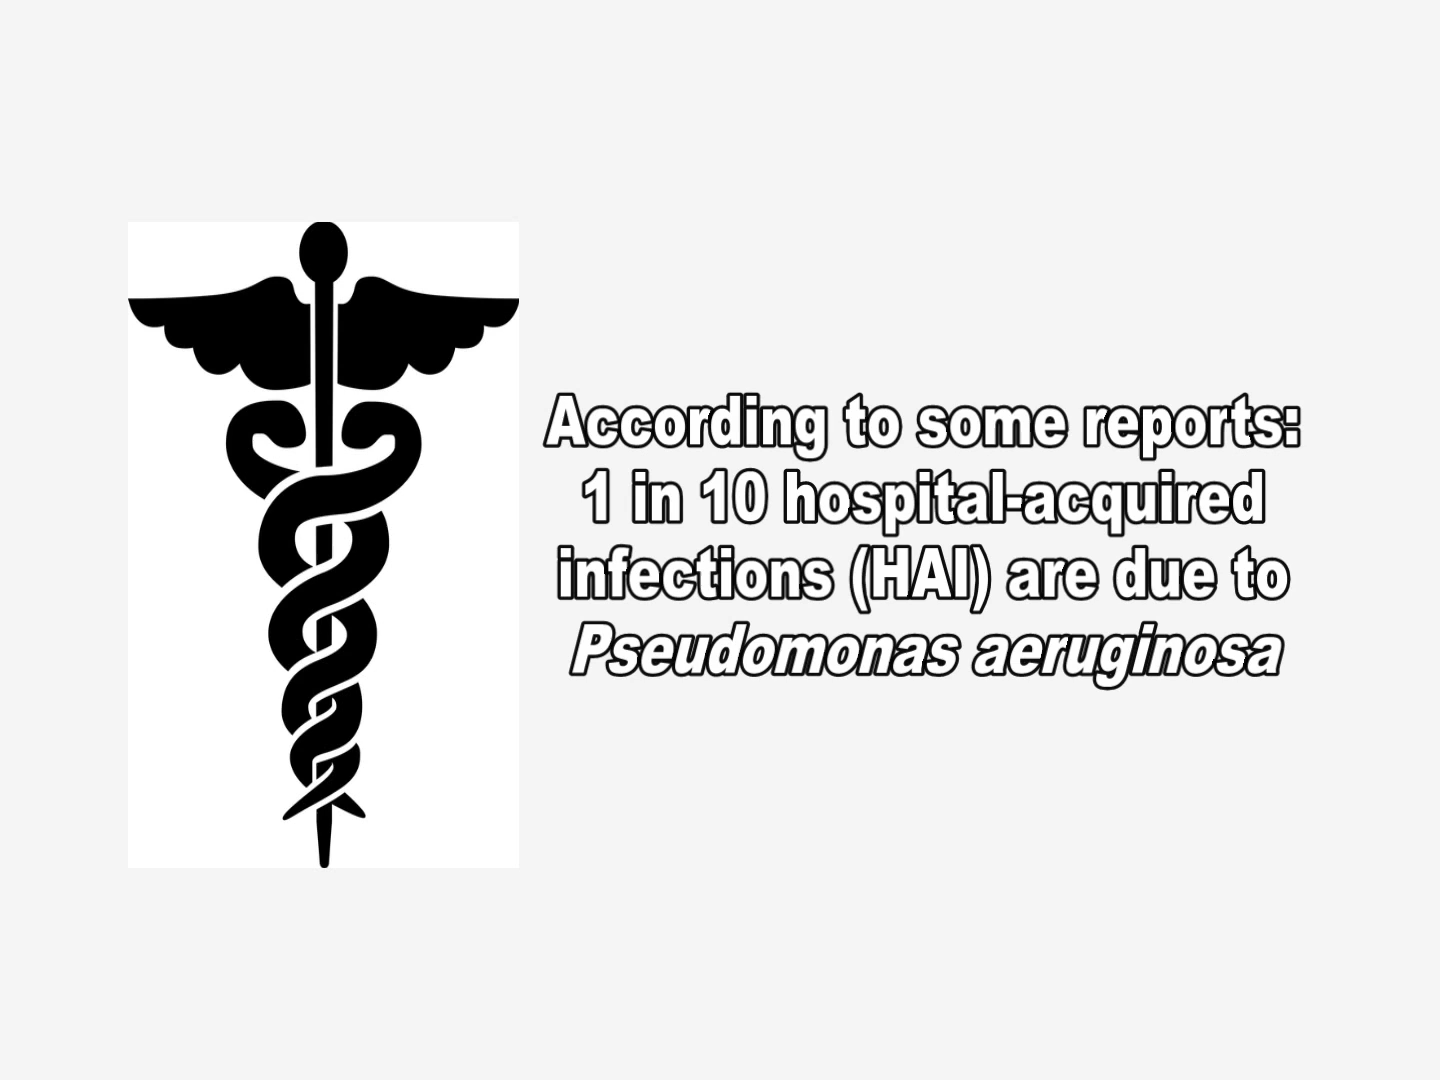 According to some reports:
1 in 10 hospital-acquired
infections (HAI) are due to
Pseudomonas aeruginosa